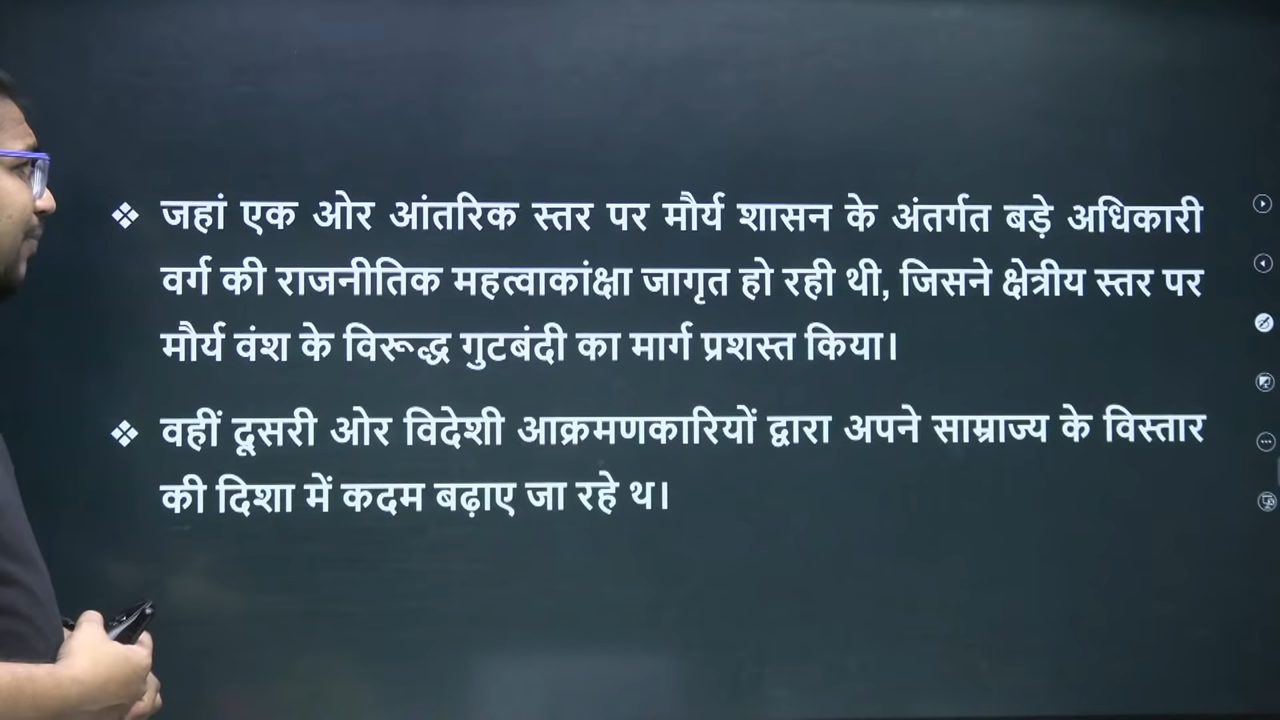 ❖ जहां एक ओर आंतरिक स्तर पर मौर्य शासन के अंतर्गत बड़े अधिकारी
वर्ग की राजनीतिक महत्वाकांक्षा जागृत हो रही थी, जिसने क्षेत्रीय स्तर पर
मौर्य वंश के विरूद्ध गुटबंदी का मार्ग प्रशस्त किया।
❖ वहीं दूसरी ओर विदेशी आक्रमणकारियों द्वारा अपने साम्राज्य के विस्तार
की दिशा में कदम बढ़ाए जा रहे थ।